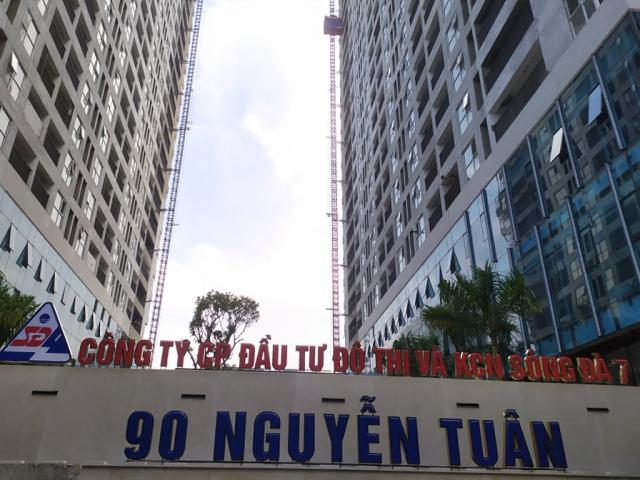 CÔNG TY CP ĐẦU TƯ ĐÔ THỊ VÀ KCN SÔNG ĐÀ 7
90 NGUYỄN TUÂN